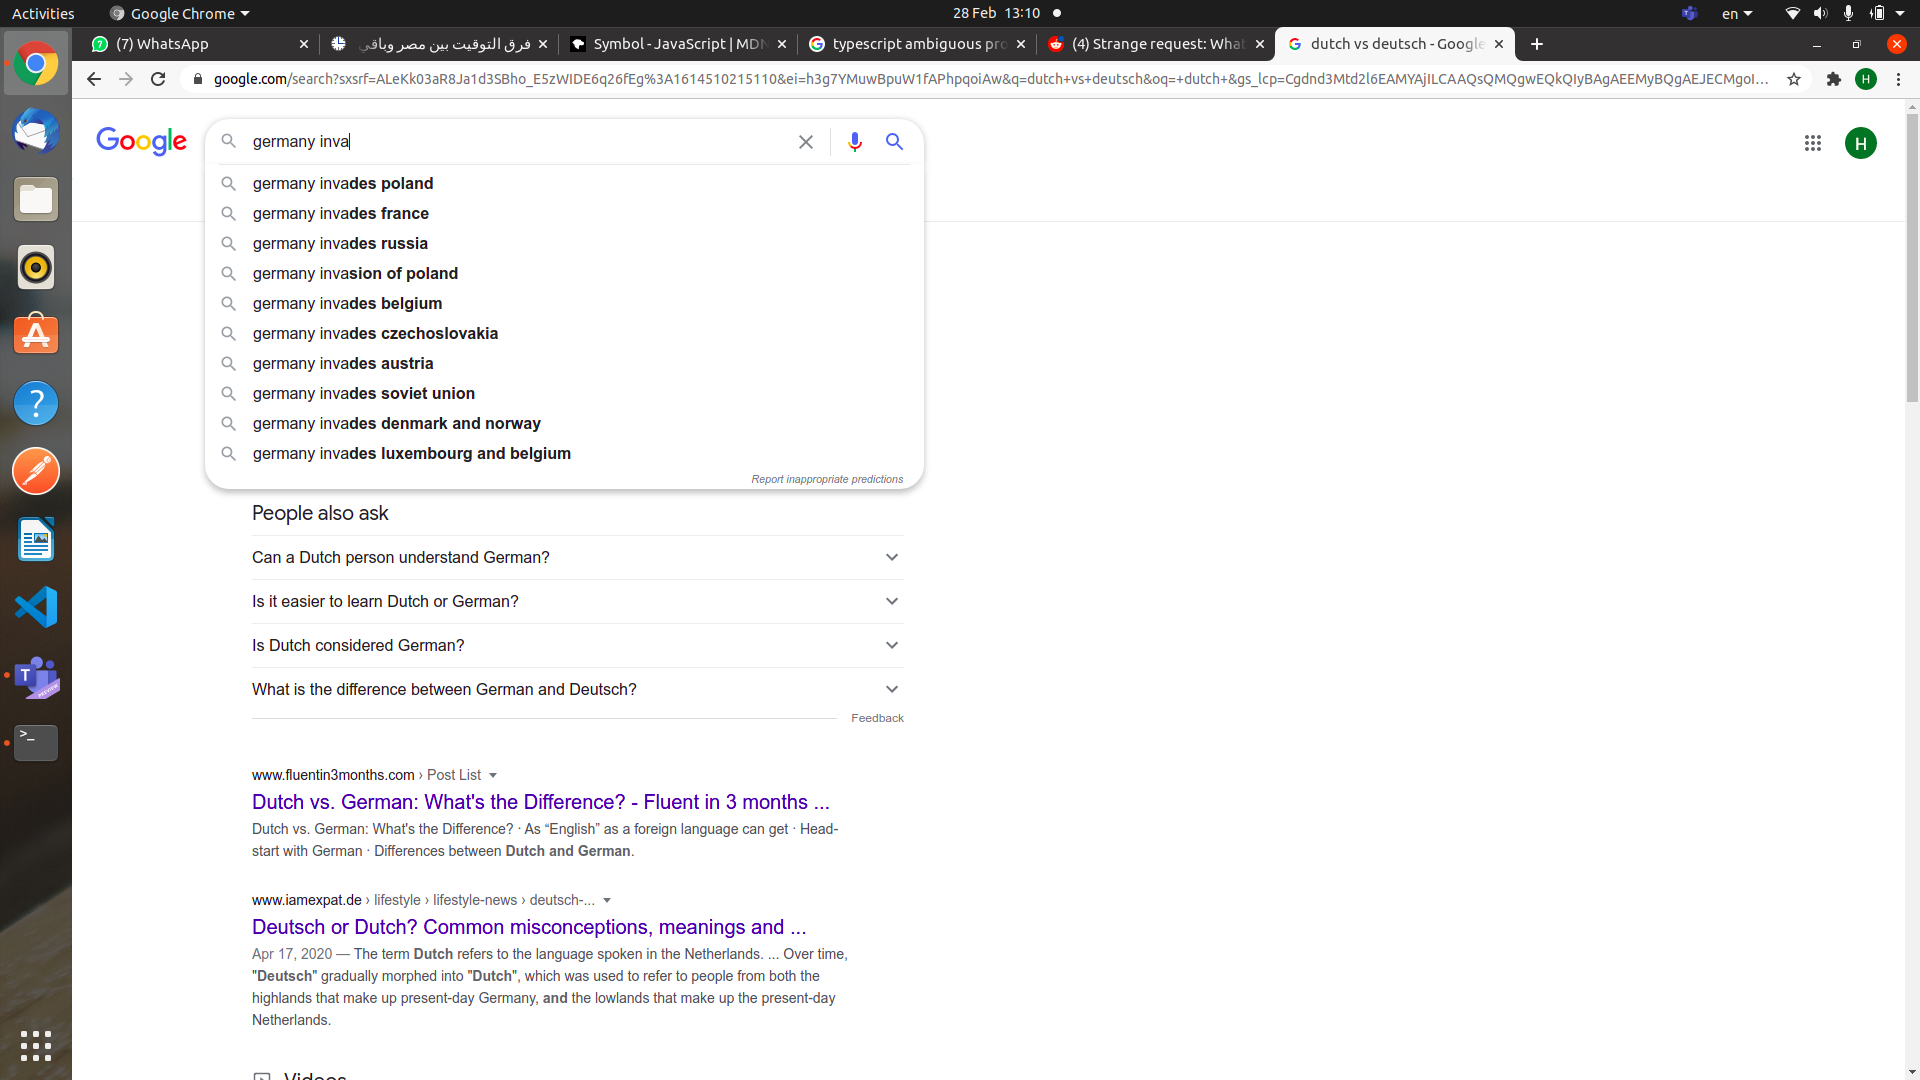 Activities
Google Chrome
28 Feb 13:10
en
(7) WhatsApp
فرق التوقيت بين مصر وباقي
Symbol - JavaScript | MDN
typescript ambiguous pro
(4) Strange request: What
dutch vs deutsch - Google
google.com/search?sxsrf=ALeKk03aR8Ja1d3SBho_E5zWIDE6q26fEg%3A1614510215110&ei=h3g7YMuwBpuW1fAPhpqoiAw&q=dutch+vs+deutsch&oq=+dutch+&gs_lcp=Cgdnd3Mtd2l6EAMYAjILCAAQsQMQgwEQkQIyBAgAEEMyBQgAEJECMgoI...
H
Google
germany inva
H
germany invades poland
germany invades france
germany invades russia
germany invasion of poland
germany invades belgium
germany invades czechoslovakia
germany invades austria
germany invades soviet union
germany invades denmark and norway
germany invades luxembourg and belgium
Report inappropriate predictions
People also ask
Can a Dutch person understand German?
Is it easier to learn Dutch or German?
Is Dutch considered German?
What is the difference between German and Deutsch?
Feedback
www.fluentin3months.com › Post List
Dutch vs. German: What's the Difference? - Fluent in 3 months ...
Dutch vs. German: What's the Difference? · As “English” as a foreign language can get · Head-
start with German · Differences between Dutch and German.
www.iamexpat.de › lifestyle › lifestyle-news › deutsch-...
Deutsch or Dutch? Common misconceptions, meanings and ...
Apr 17, 2020 — The term Dutch refers to the language spoken in the Netherlands. ... Over time,
"Deutsch" gradually morphed into "Dutch", which was used to refer to people from both the
highlands that make up present-day Germany, and the lowlands that make up the present-day
Netherlands.
Videos